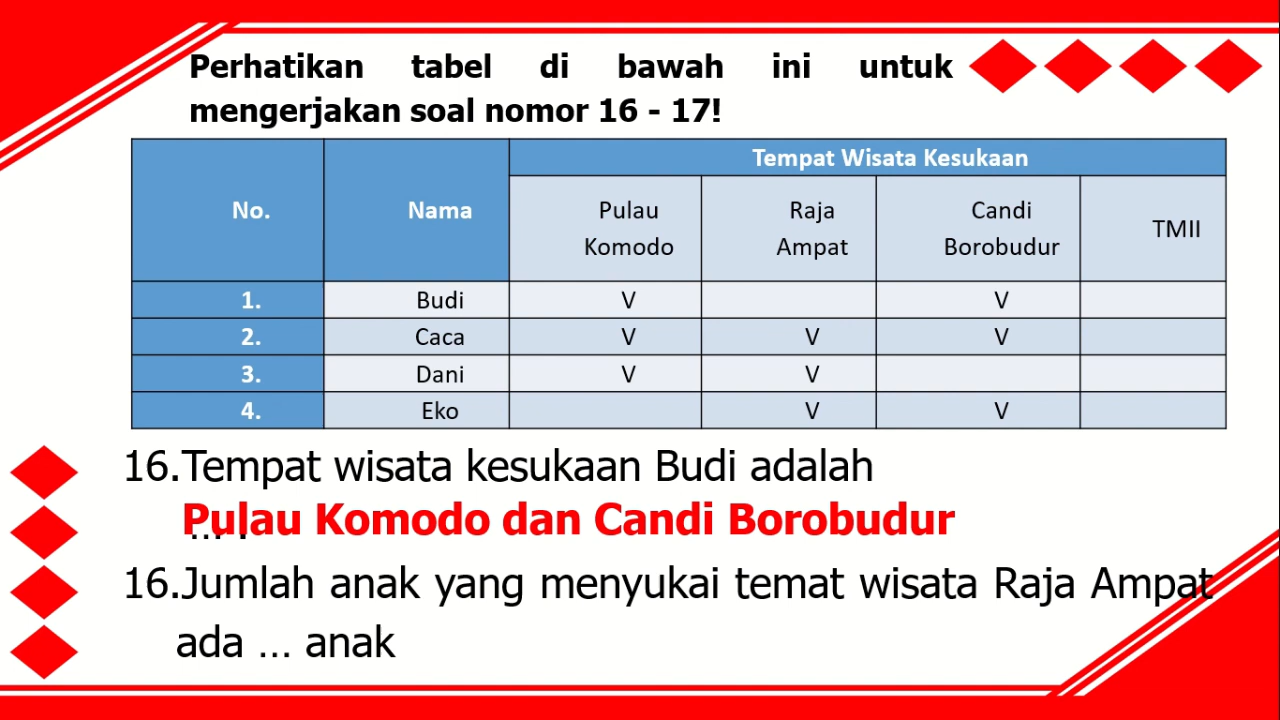 Perhatikan tabel di bawah ini untuk
mengerjakan soal nomor 16 - 17!
Tempat Wisata Kesukaan
No. Nama Pulau Komodo Raja Ampat Candi Borobudur TMII
1. Budi V V
2. Caca V V V
3. Dani V V
4. Eko V V
16.Tempat wisata kesukaan Budi adalah
... .
Pulau Komodo dan Candi Borobudur
16.Jumlah anak yang menyukai temat wisata Raja Ampat
ada ... anak